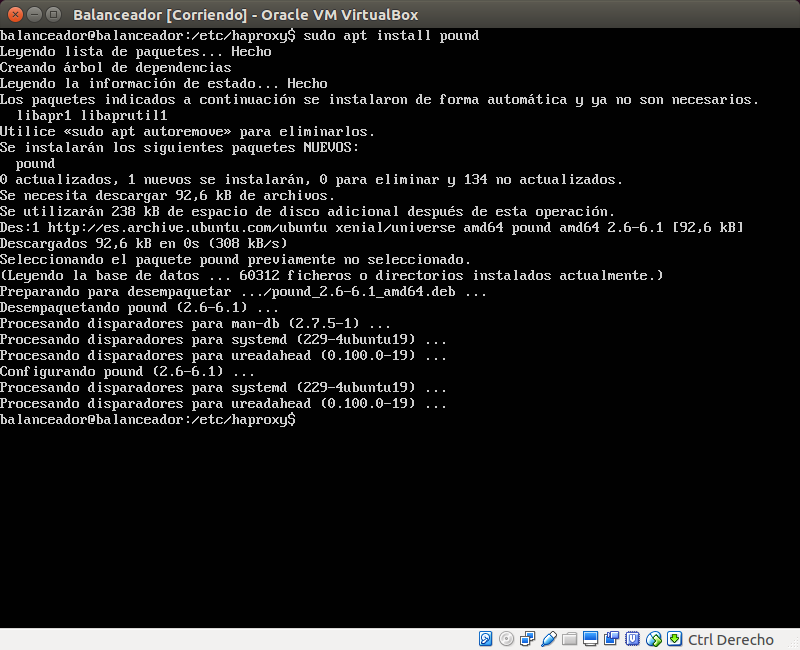 Balanceador [Corriendo] - Oracle VM VirtualBox
balanceador@balanceador:/etc/haproxy$ sudo apt install pound
Leyendo lista de paquetes... Hecho
Creando árbol de dependencias
Leyendo la información de estado... Hecho
Los paquetes indicados a continuación se instalaron de forma automática y ya no son necesarios.
  libapr1 libaprutil1
Utilice «sudo apt autoremove» para eliminarlos.
Se instalarán los siguientes paquetes NUEVOS:
  pound
0 actualizados, 1 nuevos se instalarán, 0 para eliminar y 134 no actualizados.
Se necesita descargar 92,6 kB de archivos.
Se utilizarán 238 kB de espacio de disco adicional después de esta operación.
Des:1 http://es.archive.ubuntu.com/ubuntu xenial/universe amd64 pound amd64 2.6-6.1 [92,6 kB]
Descargados 92,6 kB en 0s (308 kB/s)
Seleccionando el paquete pound previamente no seleccionado.
(Leyendo la base de datos ... 60312 ficheros o directorios instalados actualmente.)
Preparando para desempaquetar .../pound_2.6-6.1_amd64.deb ...
Desempaquetando pound (2.6-6.1) ...
Procesando disparadores para man-db (2.7.5-1) ...
Procesando disparadores para systemd (229-4ubuntu19) ...
Procesando disparadores para ureadahead (0.100.0-19) ...
Configurando pound (2.6-6.1) ...
Procesando disparadores para systemd (229-4ubuntu19) ...
Procesando disparadores para ureadahead (0.100.0-19) ...
balanceador@balanceador:/etc/haproxy$
Ctrl Derecho